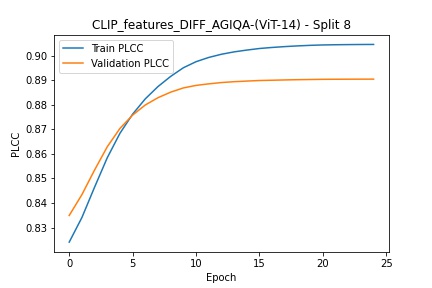 CLIP_features_DIFF_AGIQA-(ViT-14) - Split 8
Train PLCC
Validation PLCC
PLCC
0.90
0.89
0.88
0.87
0.86
0.85
0.84
0.83
0 5 10 15 20 25
Epoch